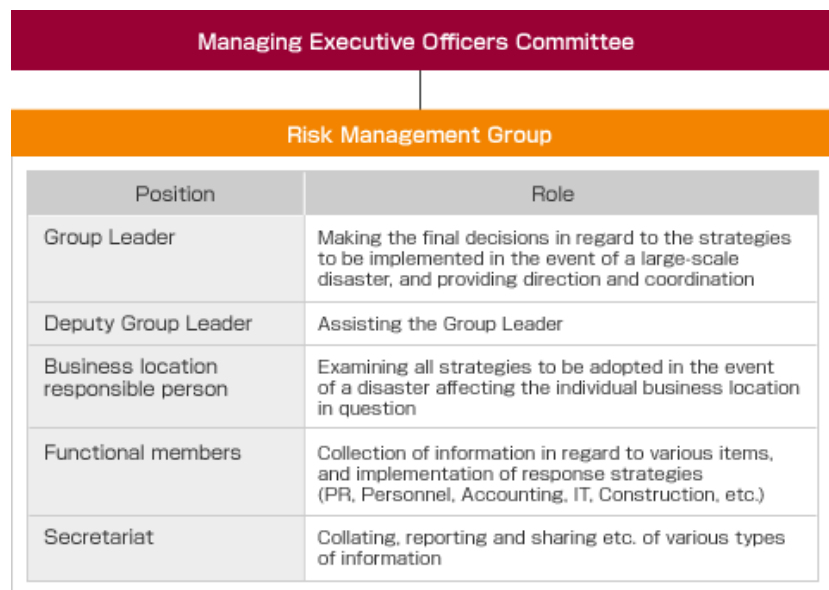 Managing Executive Officers Committee
Risk Management Group
Position
Role
Group Leader
Making the final decisions in regard to the strategies
to be implemented in the event of a large-scale
disaster, and providing direction and coordination
Deputy Group Leader
Assisting the Group Leader
Business location
responsible person
Examining all strategies to be adopted in the event
of a disaster affecting the individual business location
in question
Functional members
Collection of information in regard to various items,
and implementation of response strategies
(PR, Personnel, Accounting, IT, Construction, etc.)
Secretariat
Collating, reporting and sharing etc. of various types
of information